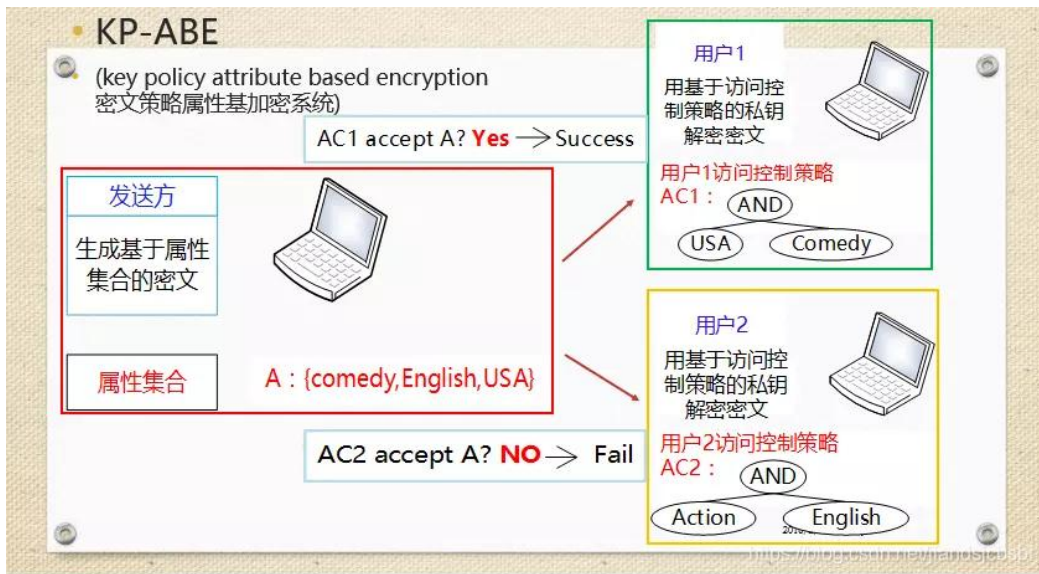 KP-ABE
(key policy attribute based encryption
密文策略属性基加密系统)
AC1 accept A? Yes → Success
发送方
生成基于属性
集合的密文
属性集合
A：{comedy,English,USA}
AC2 accept A? NO → Fail
用户1
用基于访问控
制策略的私钥
解密密文
用户1访问控制策略
AC1：
AND
USA
Comedy
用户2
用基于访问控
制策略的私钥
解密密文
用户2访问控制策略
AC2：
AND
Action
English